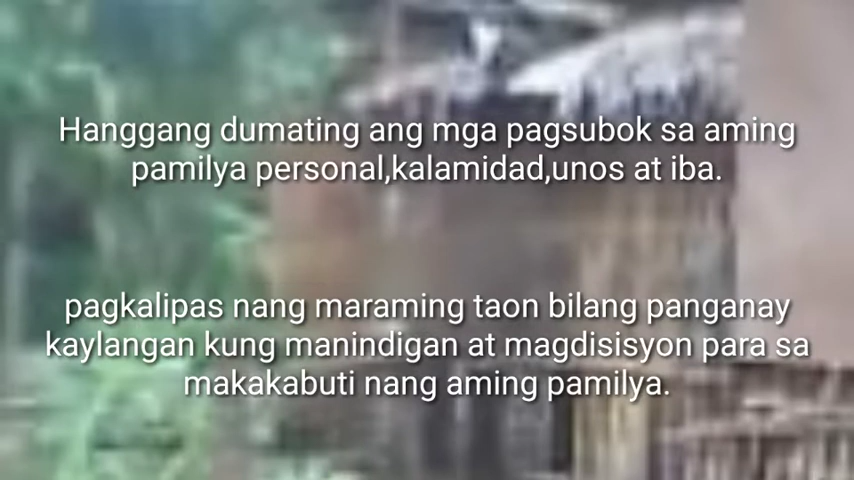 Hanggang dumating ang mga pagsubok sa aming
pamilya personal,kalamidad,unos at iba.
pagkalipas nang maraming taon bilang panganay
kaylangan kung manindigan at magdisisyon para sa
makakabuti nang aming pamilya.